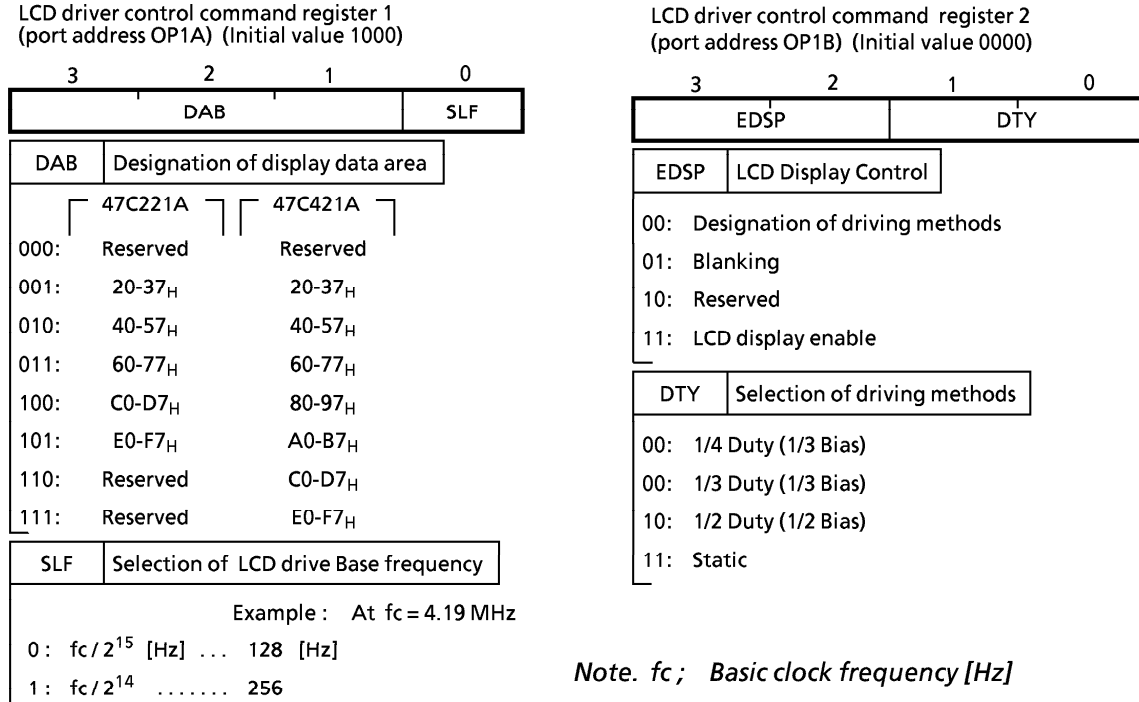 LCD driver control command register 1
(port address OP1A) (Initial value 1000)
3 2 1 0
DAB SLF
DAB Designation of display data area
47C221A 47C421A
000: Reserved Reserved
001: 20-37H 20-37H
010: 40-57H 40-57H
011: 60-77H 60-77H
100: C0-D7H 80-97H
101: E0-F7H A0-B7H
110: Reserved C0-D7H
111: Reserved E0-F7H
SLF Selection of LCD drive Base frequency
Example : At fc = 4.19 MHz
0 : fc / 2^15 [Hz] ... 128 [Hz]
1 : fc / 2^14 ....... 256
LCD driver control command register 2
(port address OP1B) (Initial value 0000)
3 2 1 0
EDSP DTY
EDSP LCD Display Control
00: Designation of driving methods
01: Blanking
10: Reserved
11: LCD display enable
DTY Selection of driving methods
00: 1/4 Duty (1/3 Bias)
00: 1/3 Duty (1/3 Bias)
10: 1/2 Duty (1/2 Bias)
11: Static
Note. fc ; Basic clock frequency [Hz]